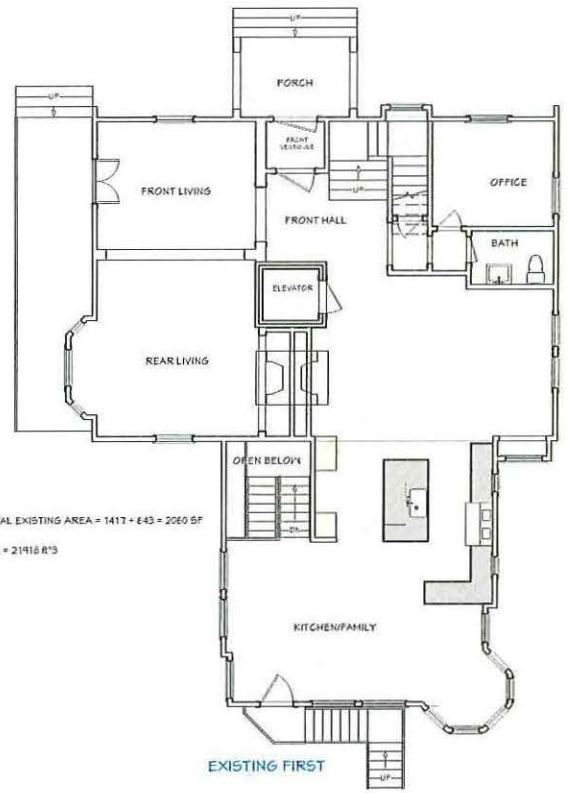 UP
PORCH
UP
FRONT
VESTIBULE
FRONT LIVING
UP
OFFICE
FRONT HALL
BATH
ELEVATOR
REAR LIVING
OPEN BELOW
AL EXISTING AREA = 1417 + 643 = 2060 SF
DN
= 21918 ft^3
KITCHEN/FAMILY
EXISTING FIRST
UP